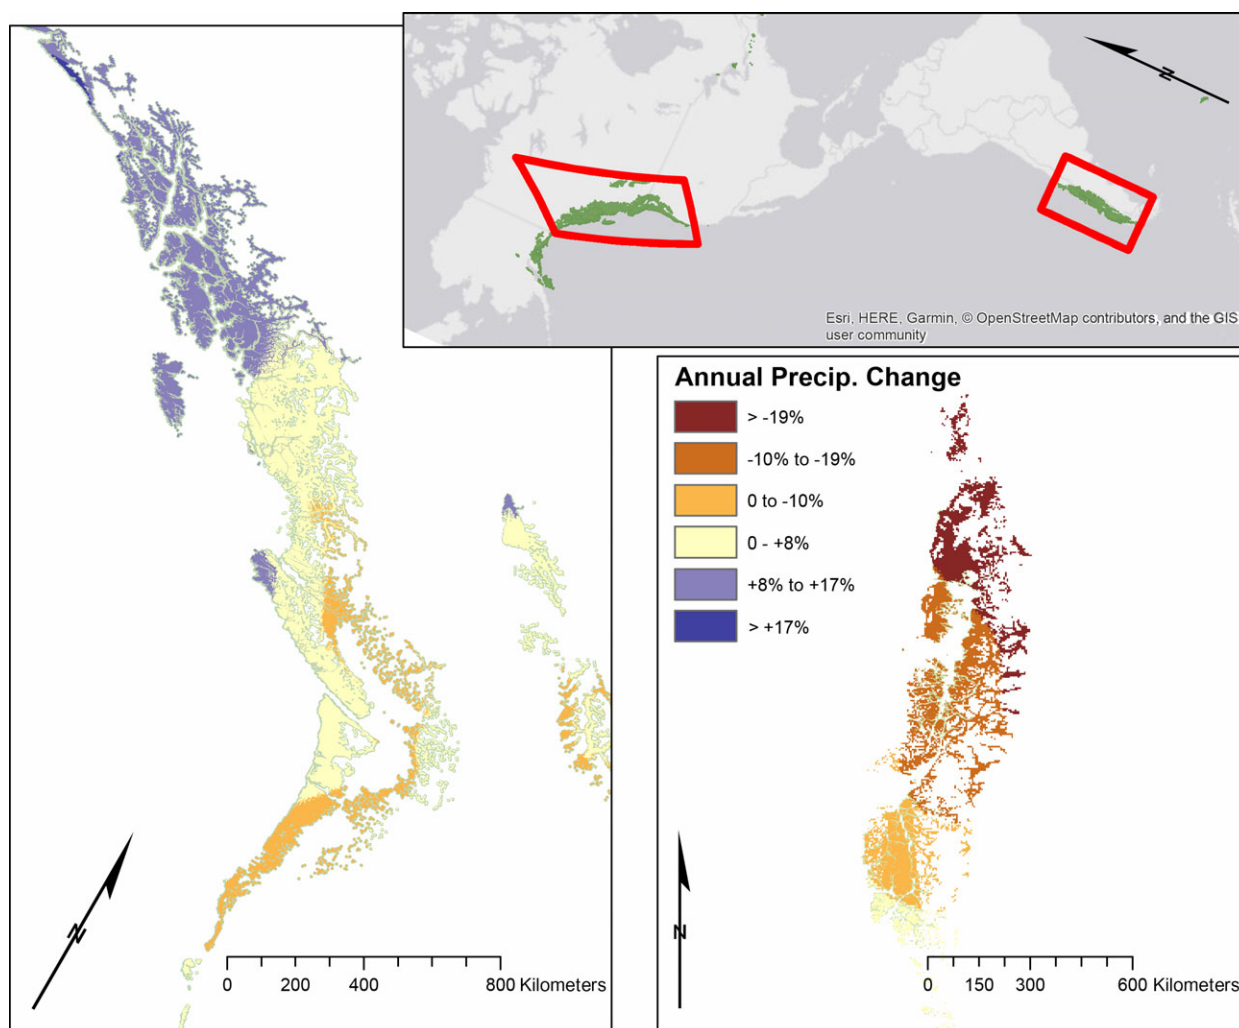 N
Esri, HERE, Garmin, © OpenStreetMap contributors, and the GIS
user community
Annual Precip. Change
> -19%
-10% to -19%
0 to -10%
0 - +8%
+8% to +17%
> +17%
N
0 200 400 800 Kilometers
N
0 150 300 600 Kilometers